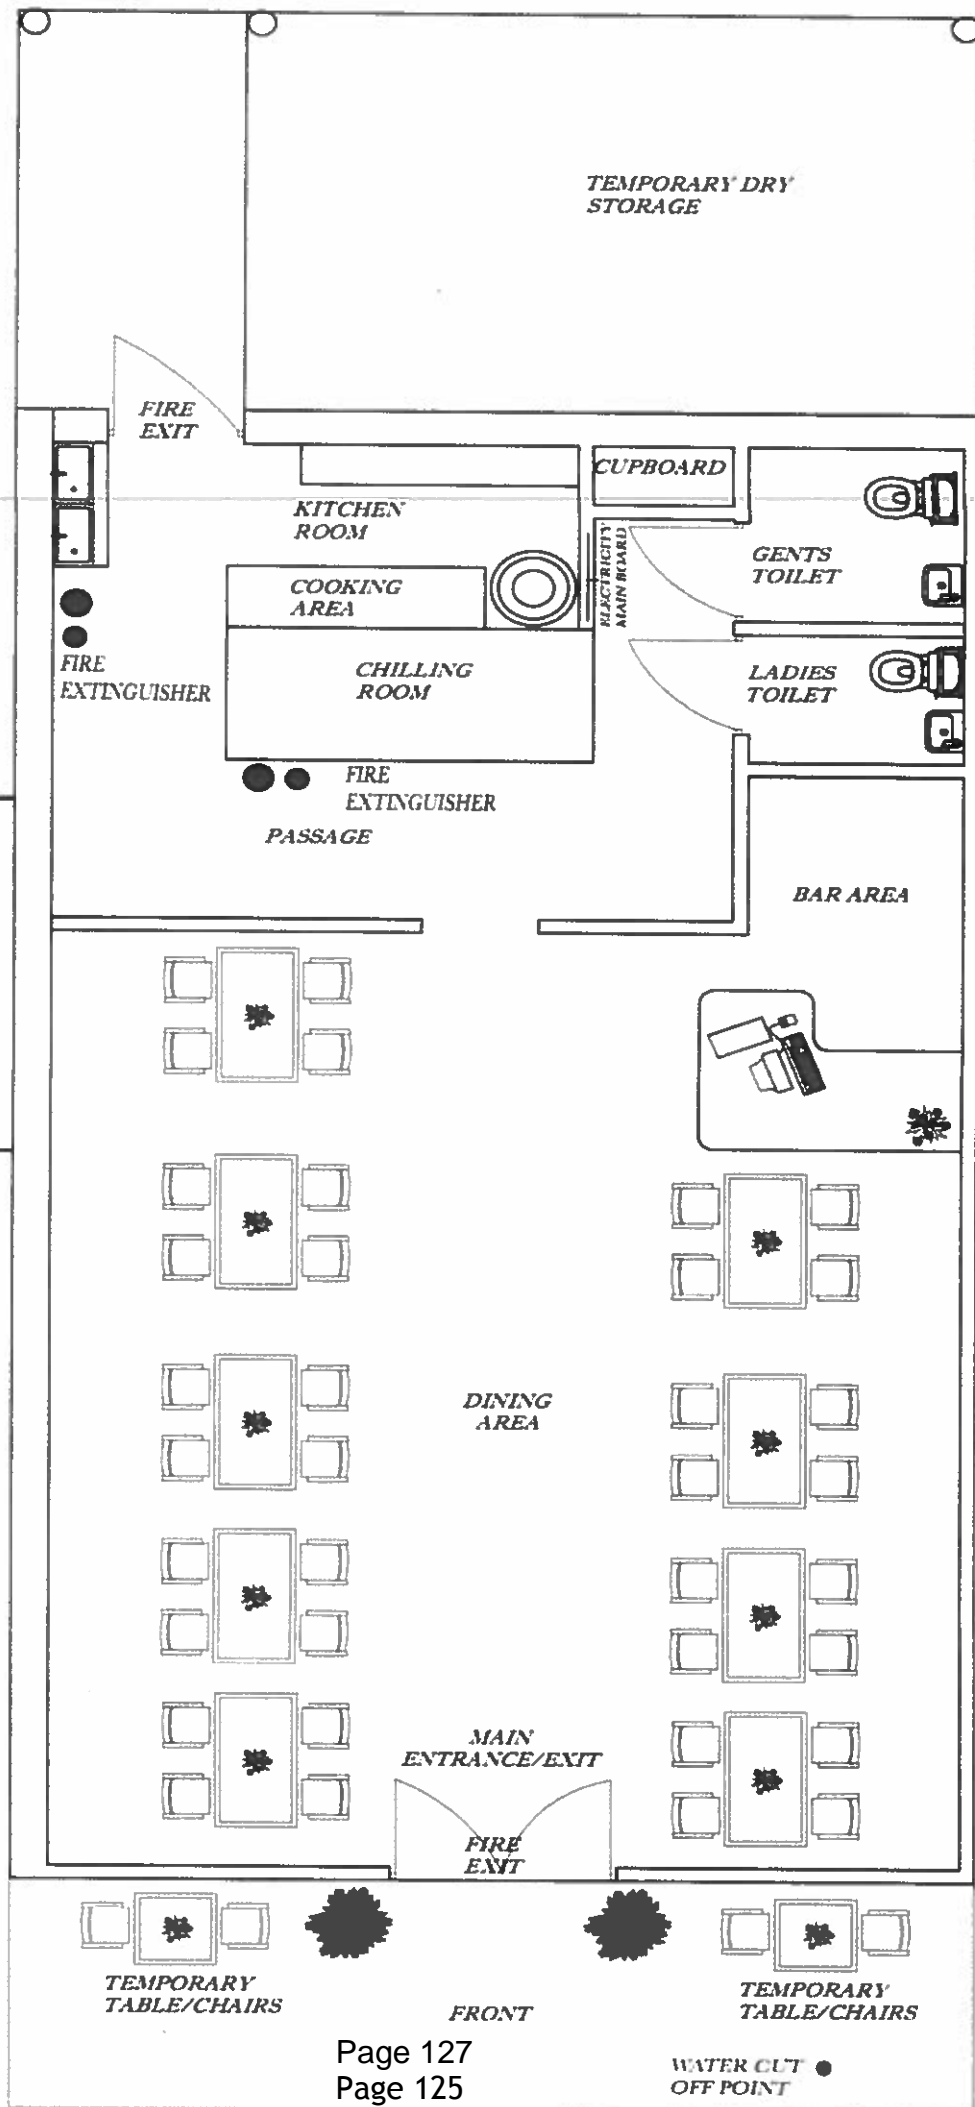 TEMPORARY DRY
STORAGE
FIRE
EXIT
CUPBOARD
KITCHEN
ROOM
ELECTRICITY
MAIN BOARD
GENTS
TOILET
COOKING
AREA
FIRE
EXTINGUISHER
CHILLING
ROOM
LADIES
TOILET
FIRE
EXTINGUISHER
PASSAGE
BAR AREA
DINING
AREA
MAIN
ENTRANCE/EXIT
FIRE
EXIT
TEMPORARY
TABLE/CHAIRS
FRONT
TEMPORARY
TABLE/CHAIRS
Page 127
Page 125
WATER CUT
OFF POINT